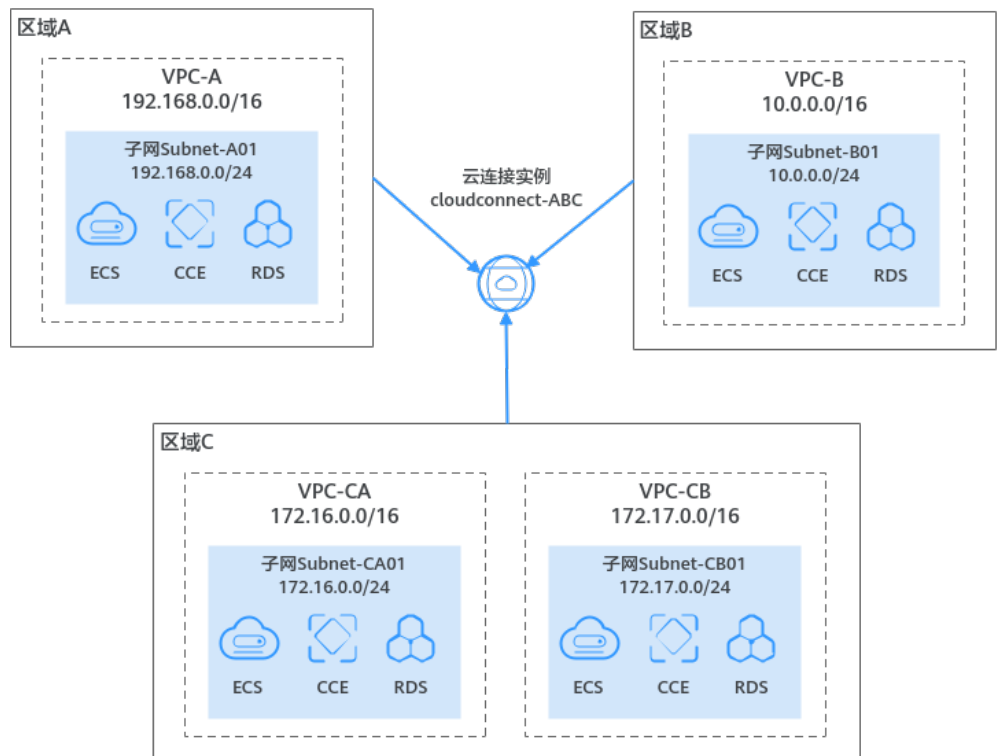 区域A
VPC-A
192.168.0.0/16
子网Subnet-A01
192.168.0.0/24
ECS
CCE
RDS
云连接实例
cloudconnect-ABC
区域B
VPC-B
10.0.0.0/16
子网Subnet-B01
10.0.0.0/24
ECS
CCE
RDS
区域C
VPC-CA
172.16.0.0/16
子网Subnet-CA01
172.16.0.0/24
ECS
CCE
RDS
VPC-CB
172.17.0.0/16
子网Subnet-CB01
172.17.0.0/24
ECS
CCE
RDS